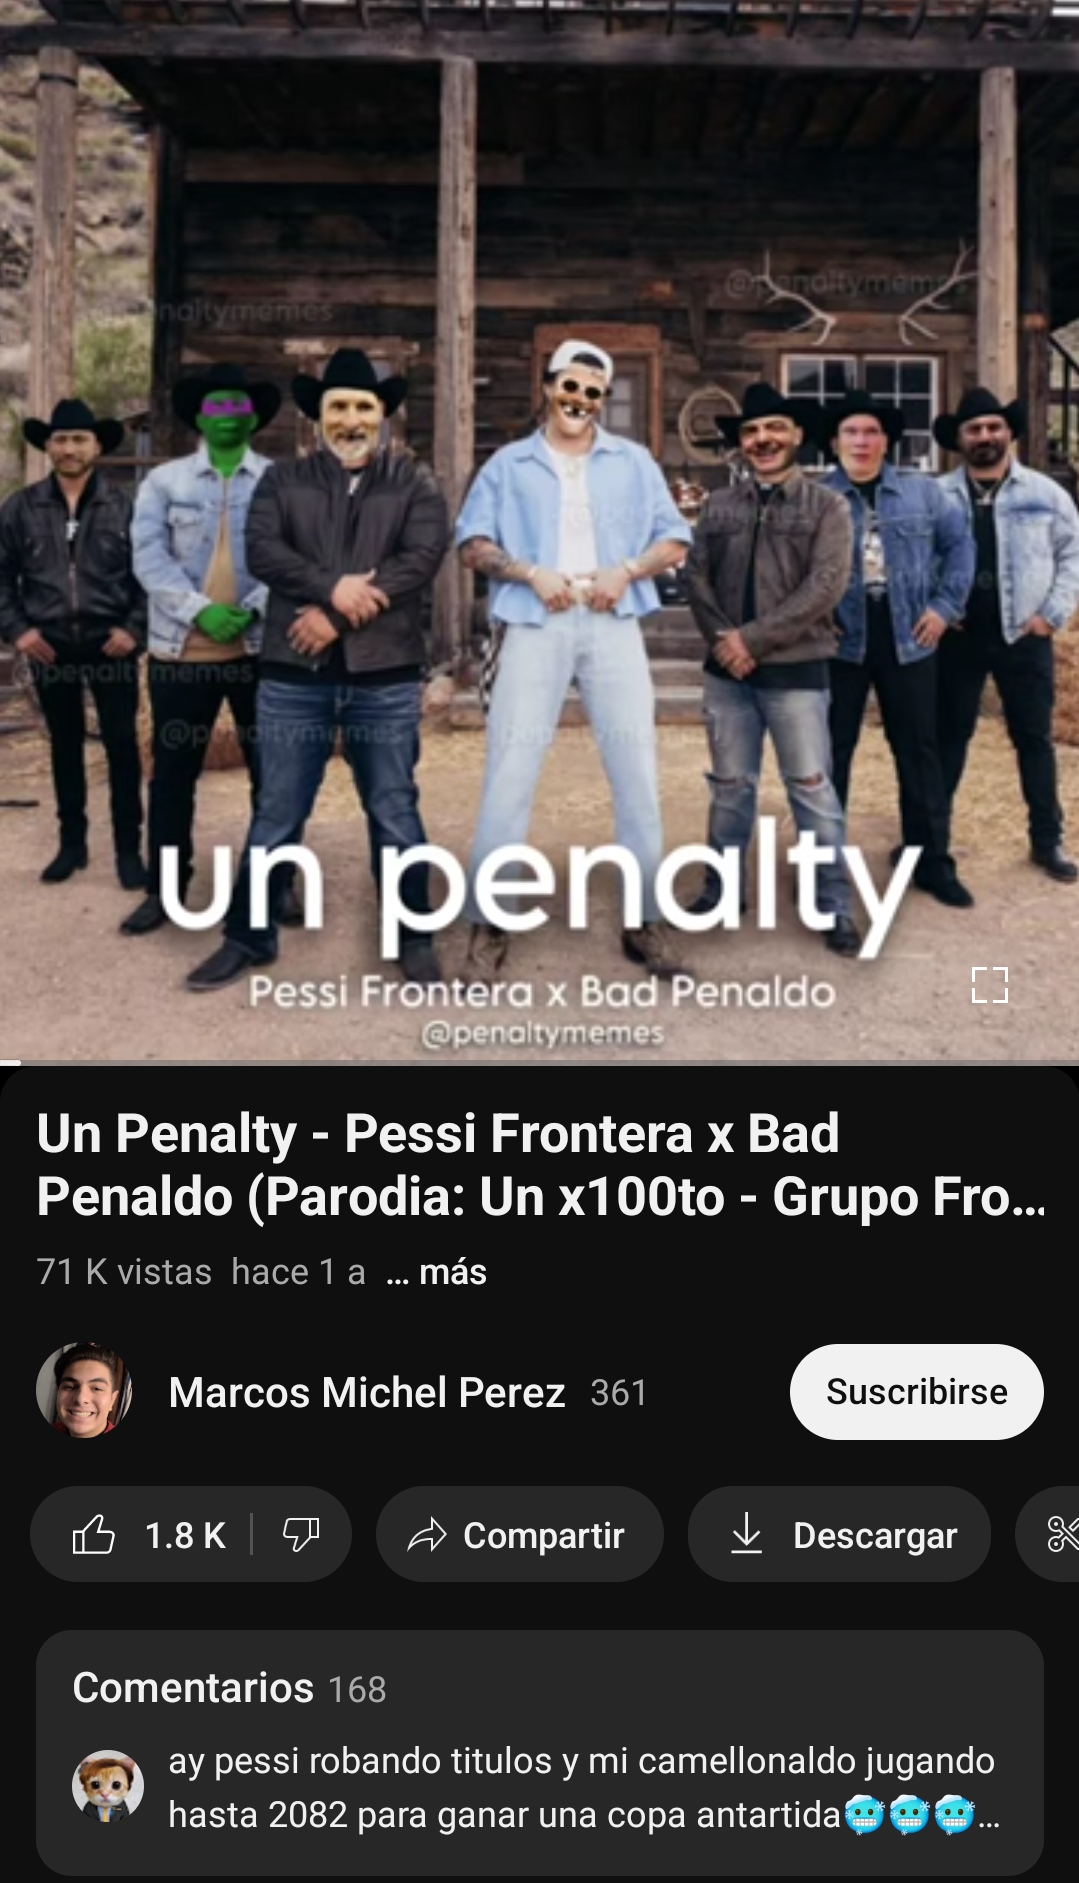 @penaltymemes
@penaltymemes
@penaltymemes
@penaltymemes
un penalty
Pessi Frontera x Bad Penaldo
@penaltymemes
Un Penalty - Pessi Frontera x Bad
Penaldo (Parodia: Un x100to - Grupo Fro...
71 K vistas hace 1 a ... más
Marcos Michel Perez 361
Suscribirse
1.8 K
Compartir
Descargar
Comentarios 168
ay pessi robando titulos y mi camellonaldo jugando
hasta 2082 para ganar una copa antartida🥶🥶🥶...